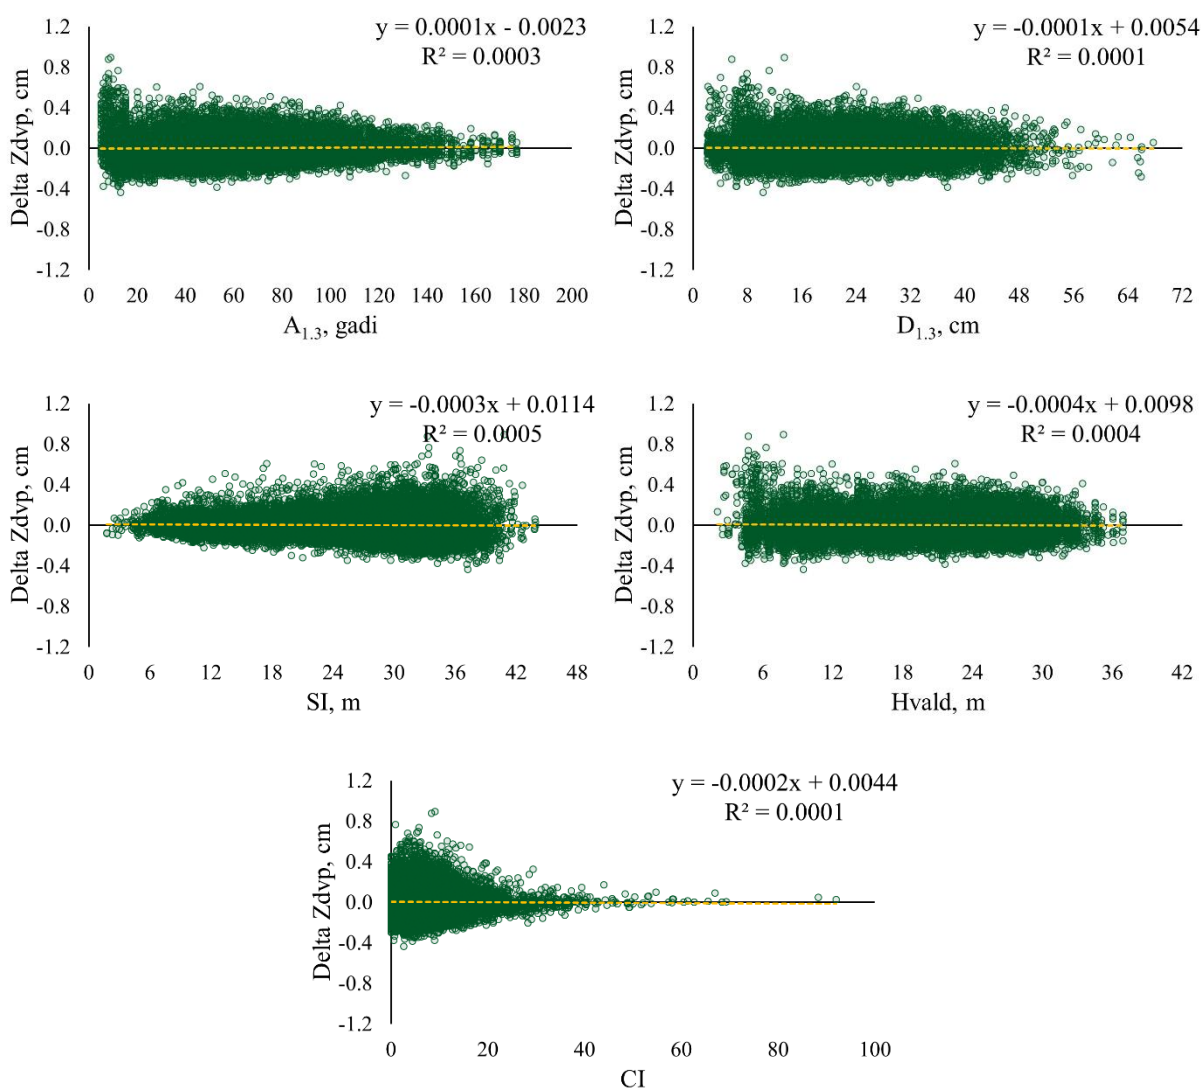 y = 0.0001x - 0.0023
R² = 0.0003
Delta Zdvp, cm
1.2
0.8
0.4
0.0
-0.4
-0.8
-1.2
0 20 40 60 80 100 120 140 160 180 200
A₁.₃, gadi
y = -0.0001x + 0.0054
R² = 0.0001
Delta Zdvp, cm
1.2
0.8
0.4
0.0
-0.4
-0.8
-1.2
0 8 16 24 32 40 48 56 64 72
D₁.₃, cm
y = -0.0003x + 0.0114
R² = 0.0005
Delta Zdvp, cm
1.2
0.8
0.4
0.0
-0.4
-0.8
-1.2
0 6 12 18 24 30 36 42 48
SI, m
y = -0.0004x + 0.0098
R² = 0.0004
Delta Zdvp, cm
1.2
0.8
0.4
0.0
-0.4
-0.8
-1.2
0 6 12 18 24 30 36 42
Hvald, m
y = -0.0002x + 0.0044
R² = 0.0001
Delta Zdvp, cm
1.2
0.8
0.4
0.0
-0.4
-0.8
-1.2
0 20 40 60 80 100
CI